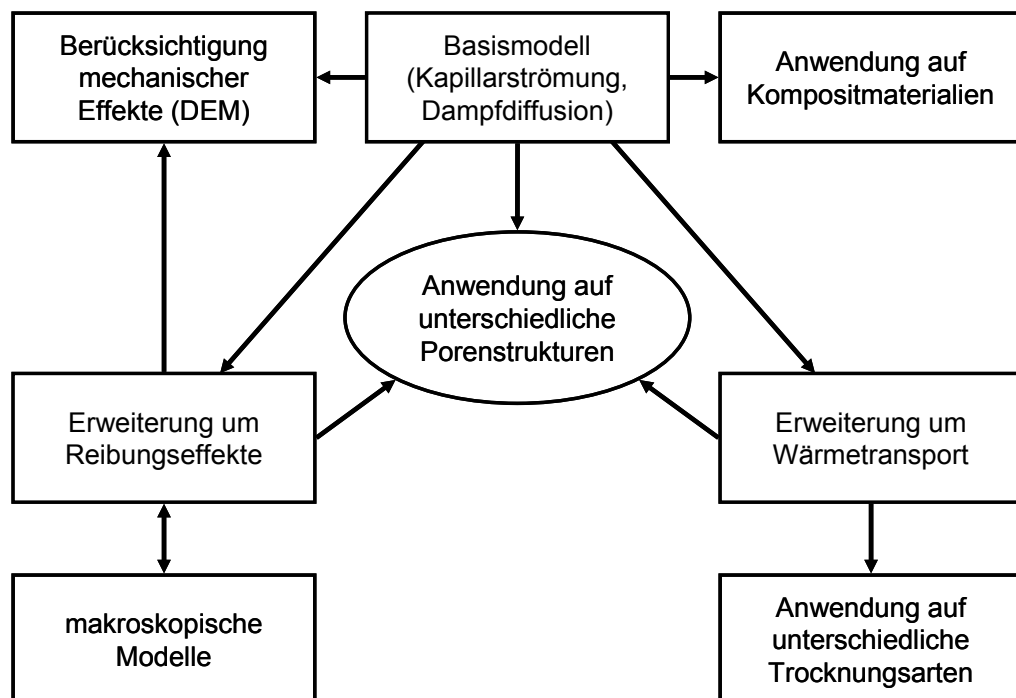 Berücksichtigung
mechanischer
Effekte (DEM)
Basismodell
(Kapillarströmung,
Dampfdiffusion)
Anwendung auf
Kompositmaterialien
Anwendung auf
unterschiedliche
Porenstrukturen
Erweiterung um
Reibungseffekte
Erweiterung um
Wärmetransport
makroskopische
Modelle
Anwendung auf
unterschiedliche
Trocknungsarten